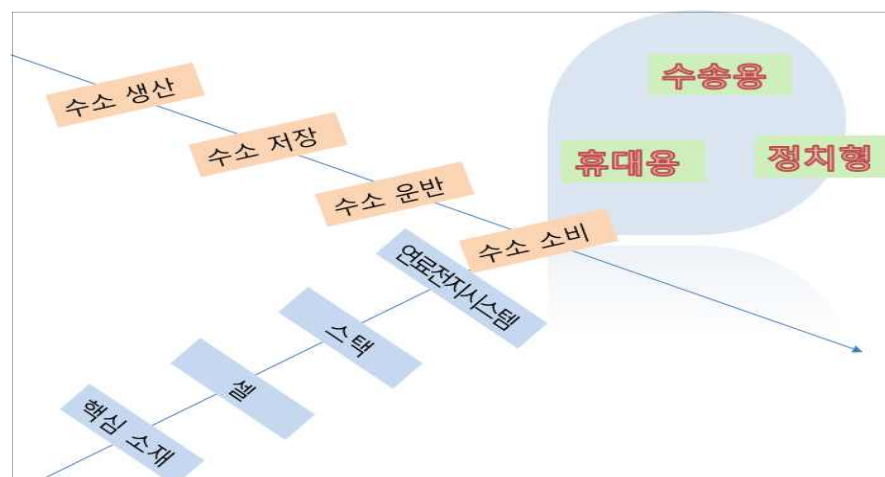 수송용
휴대용
정치형
수소 생산
수소 저장
수소 운반
수소 소비
연료전지시스템
스택
셀
핵심 소재